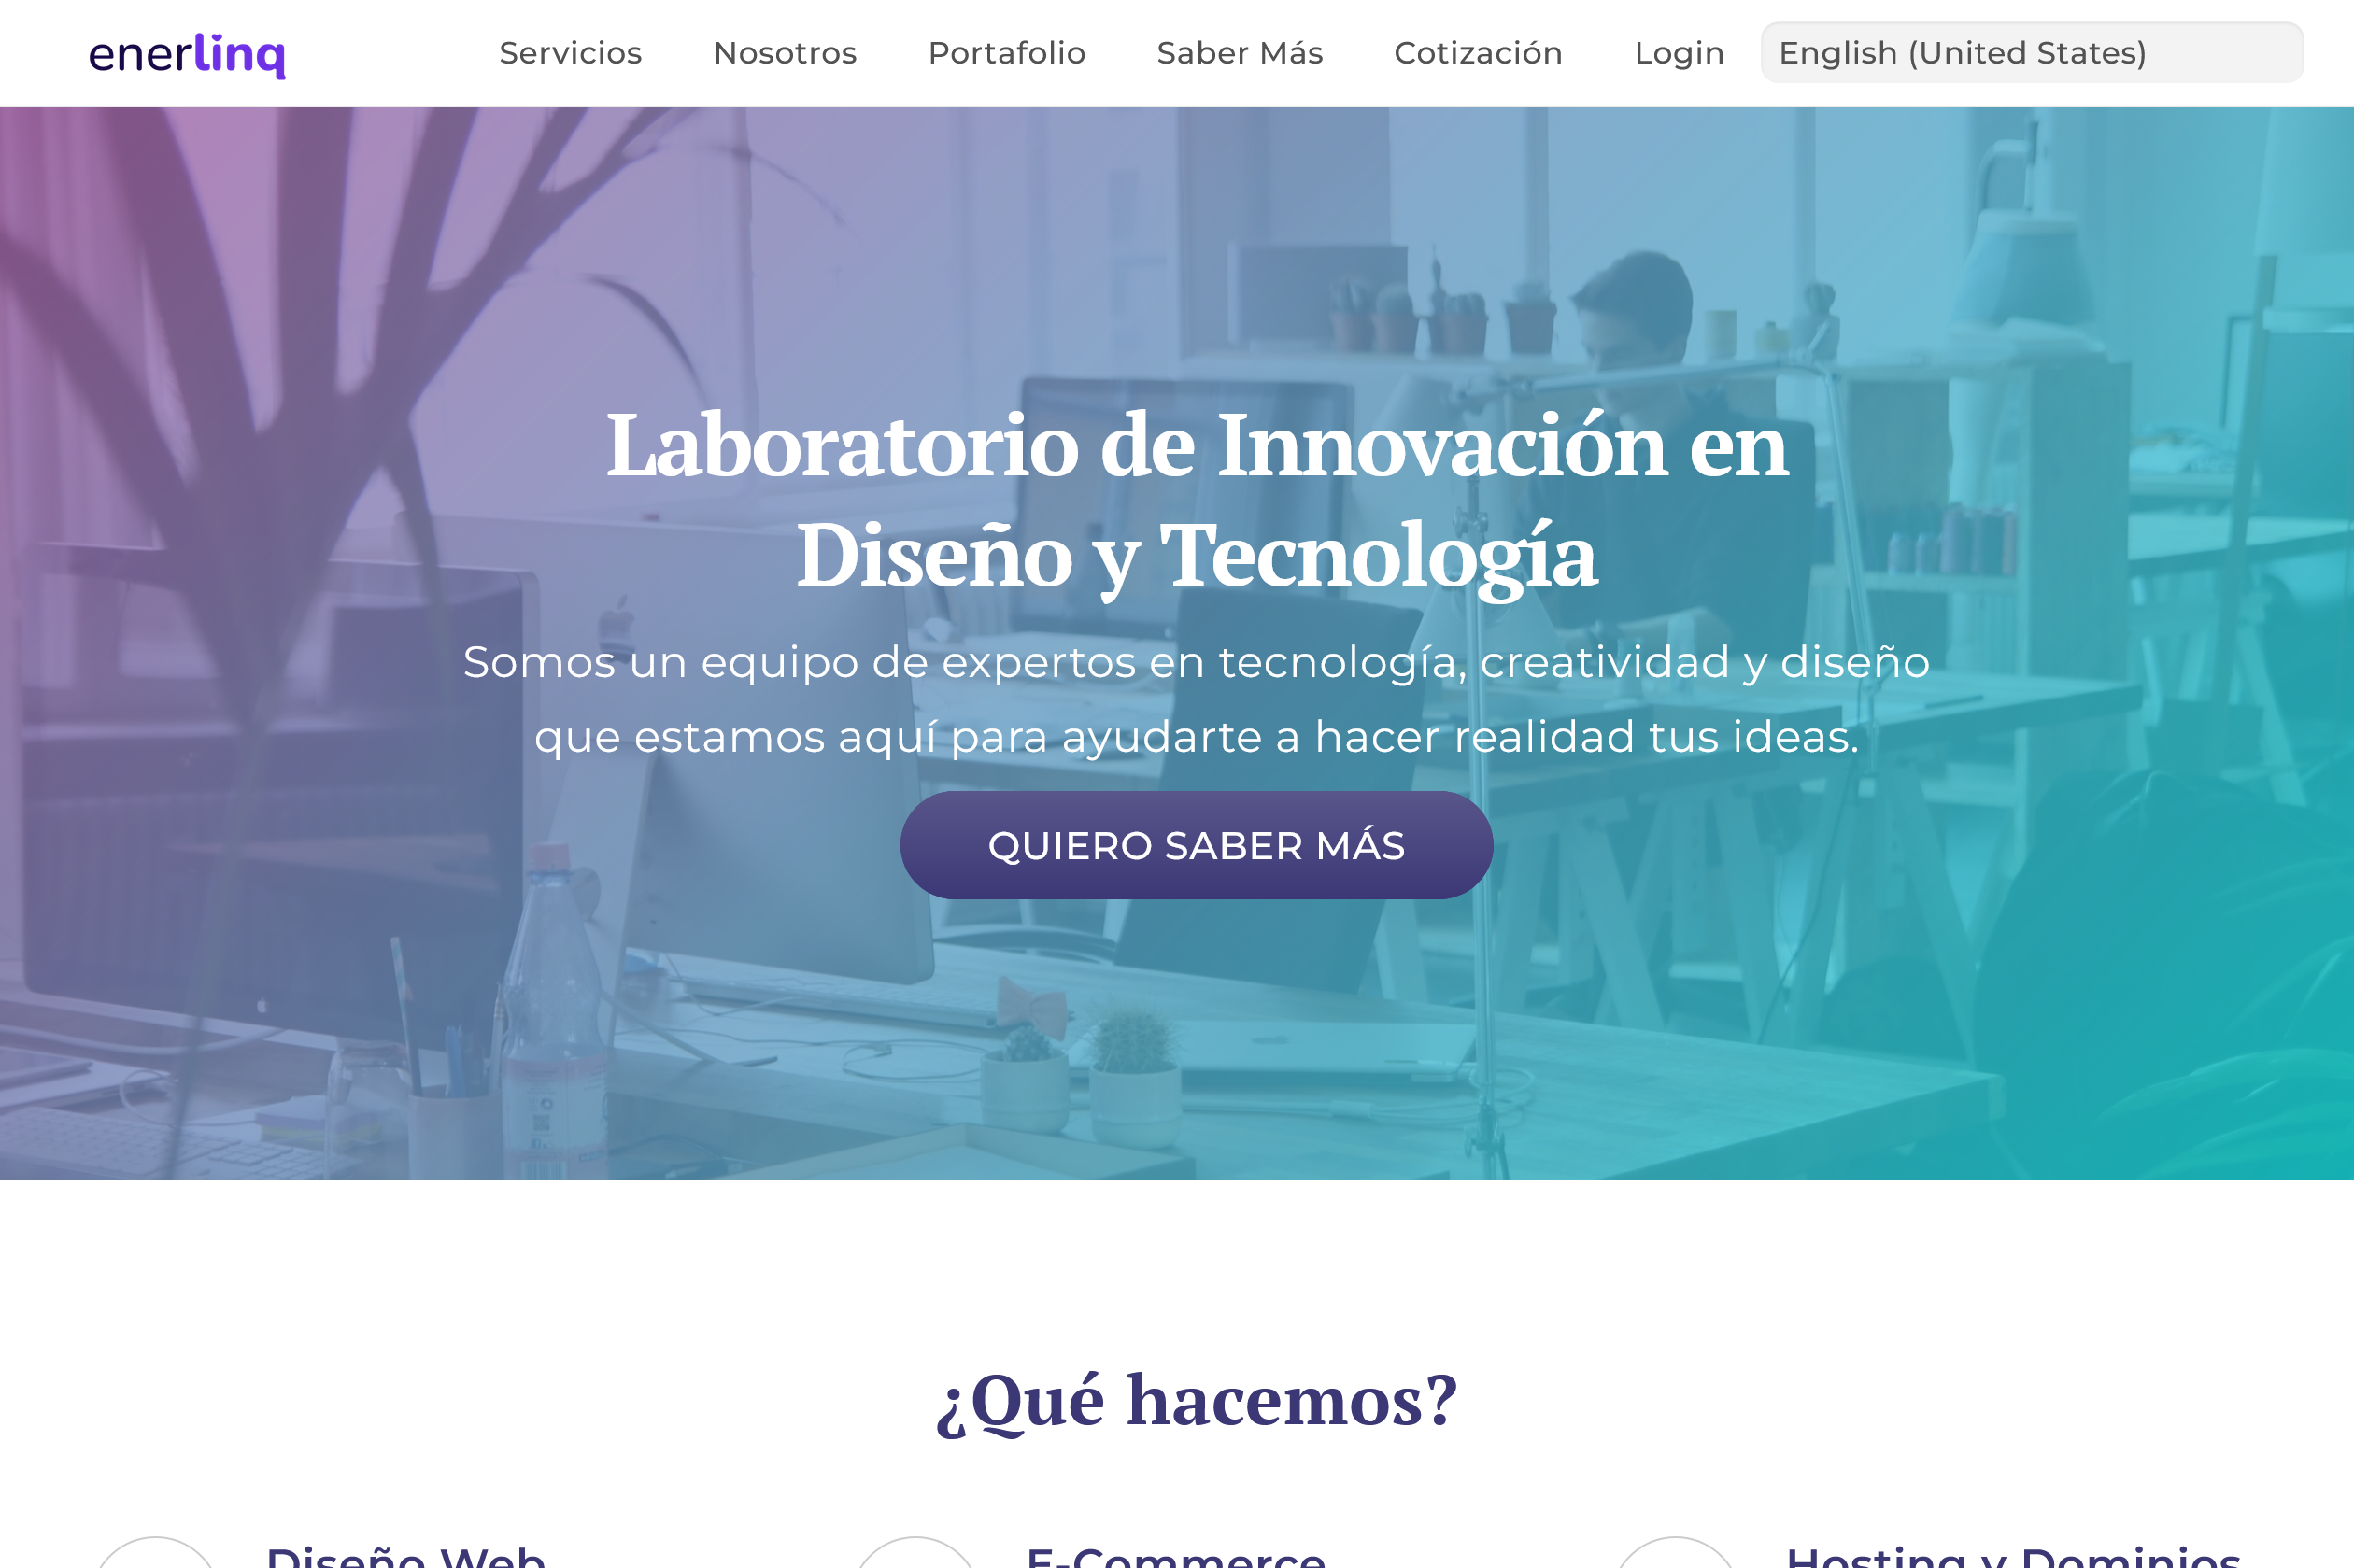 enerlinq
Servicios Nosotros Portafolio Saber Más Cotización Login English (United States)
Laboratorio de Innovación en
Diseño y Tecnología
Somos un equipo de expertos en tecnología, creatividad y diseño
que estamos aquí para ayudarte a hacer realidad tus ideas.
QUIERO SABER MÁS
¿Qué hacemos?
Diseño Web E-Commerce Hosting y Dominios